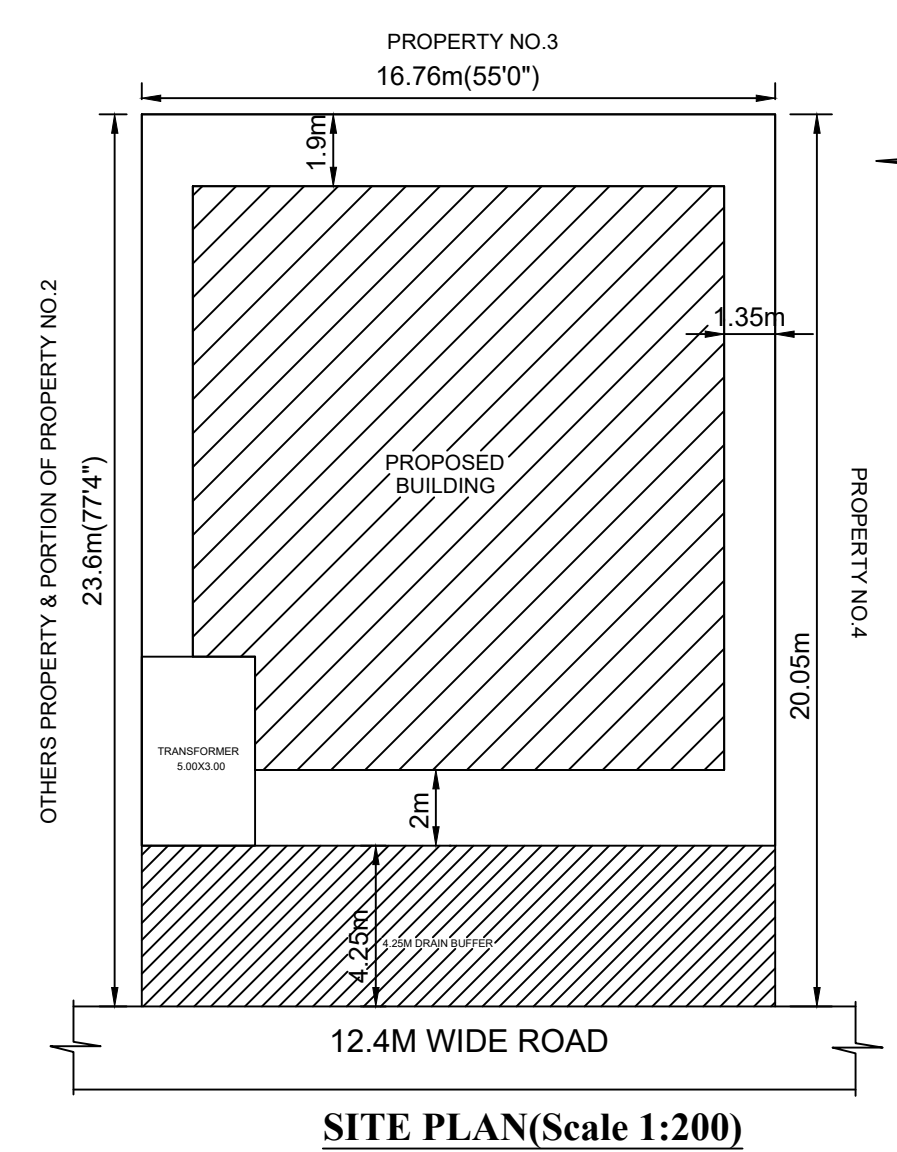 PROPERTY NO.3
16.76m(55'0")
1.9m
1.35m
OTHERS PROPERTY & PORTION OF PROPERTY NO.2
23.6m(77'4")
PROPOSED
BUILDING
PROPERTY NO.4
20.05m
TRANSFORMER
5.00X3.00
2m
4.25m
4.25M DRAIN BUFFER
12.4M WIDE ROAD
SITE PLAN(Scale 1:200)